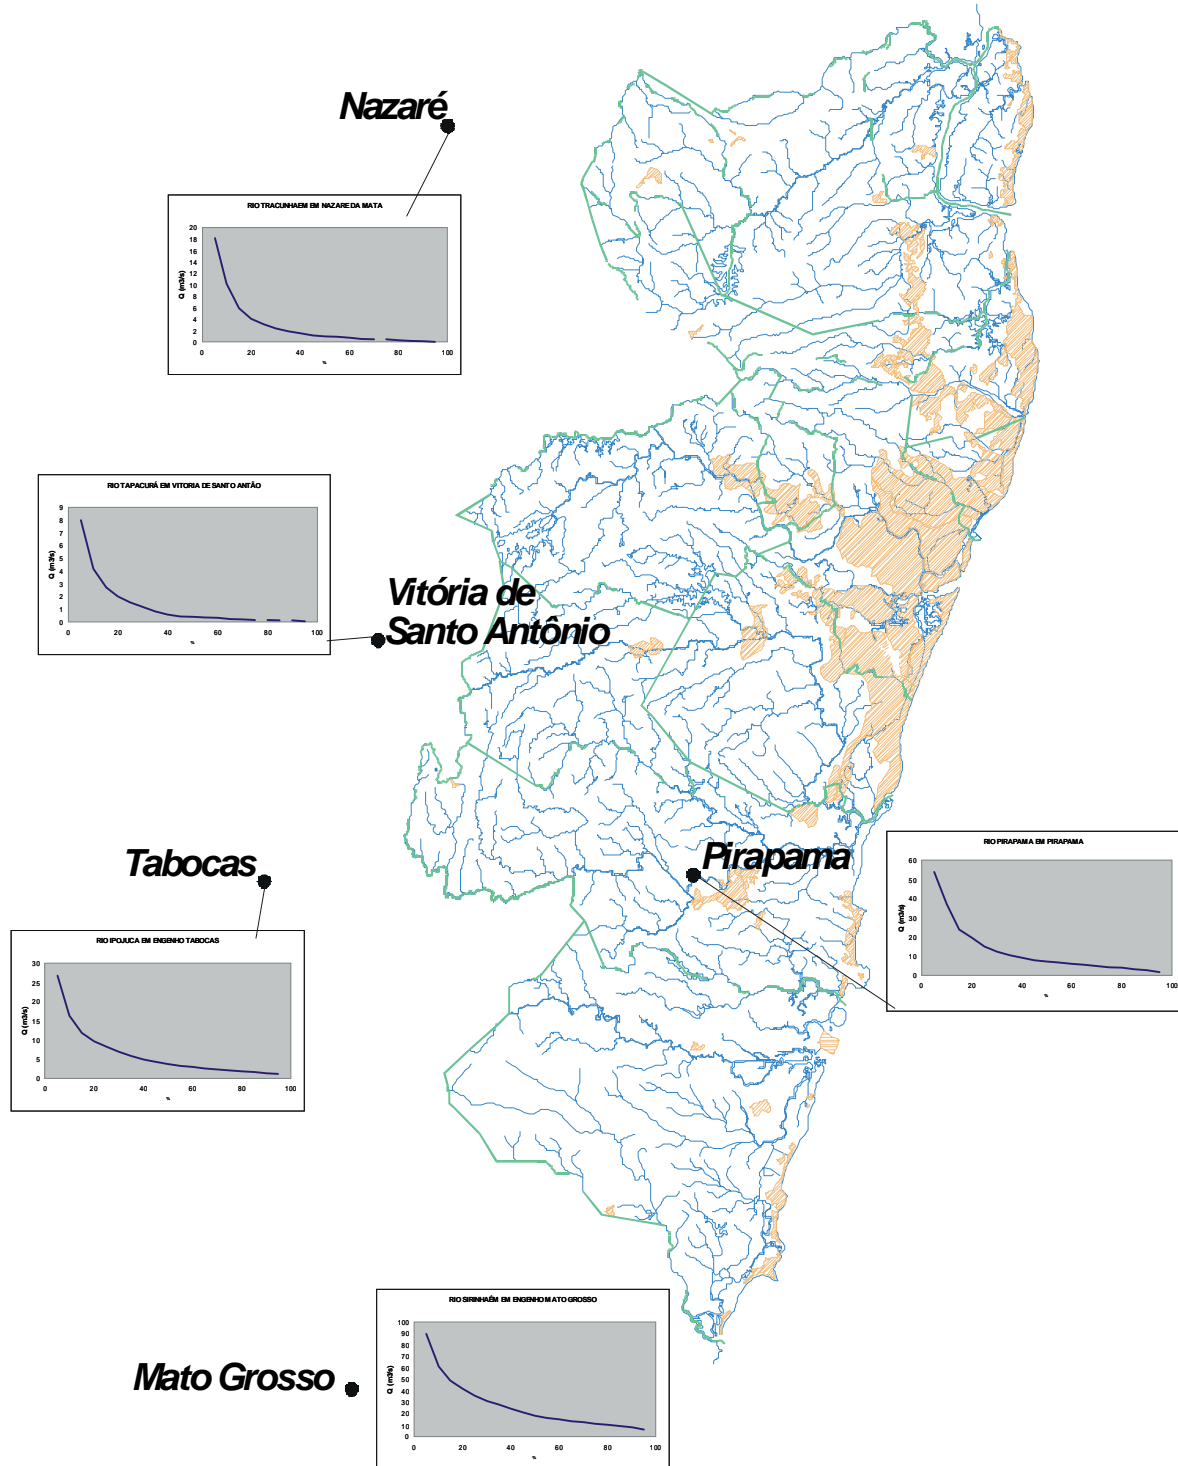 Nazaré
RIO TRACUNHAEM EM NAZARE DA MATA
20
18
16
14
12
10
8
6
4
2
0
Q (m3/s)
0 20 40 60 80 100
%
RIO TAPACURÁ EM VITORIA DE SANTO ANTÃO
9
8
7
6
5
4
3
2
1
0
Q (m3/s)
0 20 40 60 80 100
%
Vitória de
Santo Antônio
Tabocas
RIO IPOJUCA EM ENGENHO TABOCAS
30
25
20
15
10
5
0
Q (m3/s)
0 20 40 60 80 100
%
Pirapama
RIO PIRAPAMA EM PIRAPAMA
60
50
40
30
20
10
0
Q (m3/s)
0 20 40 60 80 100
%
Mato Grosso
RIO SIRINHAÉM EM ENGENHO MATO GROSSO
100
90
80
70
60
50
40
30
20
10
0
Q (m3/s)
0 20 40 60 80 100
%